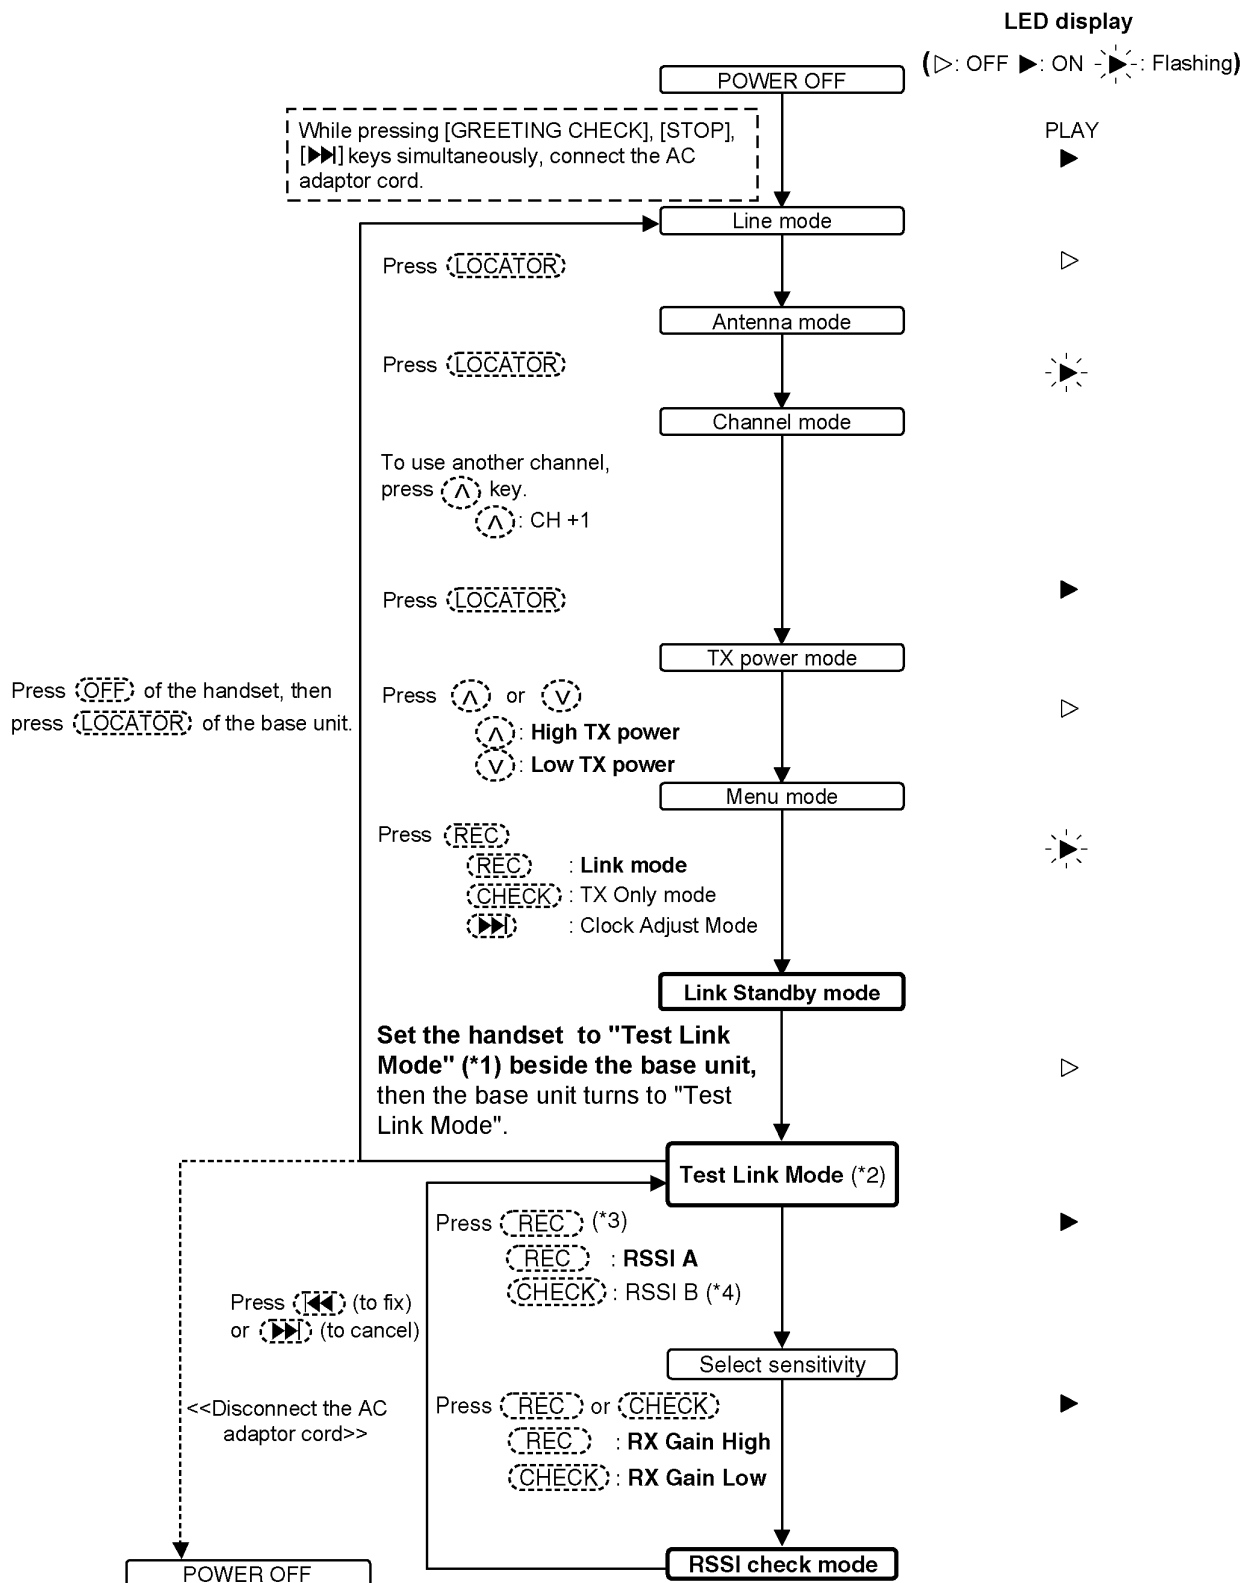 LED display
(▷: OFF ▶: ON ▶: Flashing)
POWER OFF
While pressing [GREETING CHECK], [STOP],
[▶▶|] keys simultaneously, connect the AC
adaptor cord.
PLAY
Line mode
Press (LOCATOR)
Antenna mode
Press (LOCATOR)
Channel mode
To use another channel,
press (∧) key.
(∧): CH +1
Press (LOCATOR)
TX power mode
Press (OFF) of the handset, then
press (LOCATOR) of the base unit.
Press (∧) or (∨)
(∧): High TX power
(∨): Low TX power
Menu mode
Press (REC)
(REC) : Link mode
(CHECK) : TX Only mode
(▶▶|) : Clock Adjust Mode
Link Standby mode
Set the handset to "Test Link
Mode" (*1) beside the base unit,
then the base unit turns to "Test
Link Mode".
Test Link Mode (*2)
Press (REC) (*3)
(REC) : RSSI A
(CHECK) : RSSI B (*4)
Press (|◀◀) (to fix)
or (▶▶|) (to cancel)
Select sensitivity
<<Disconnect the AC
adaptor cord>>
Press (REC) or (CHECK)
(REC) : RX Gain High
(CHECK) : RX Gain Low
RSSI check mode
POWER OFF